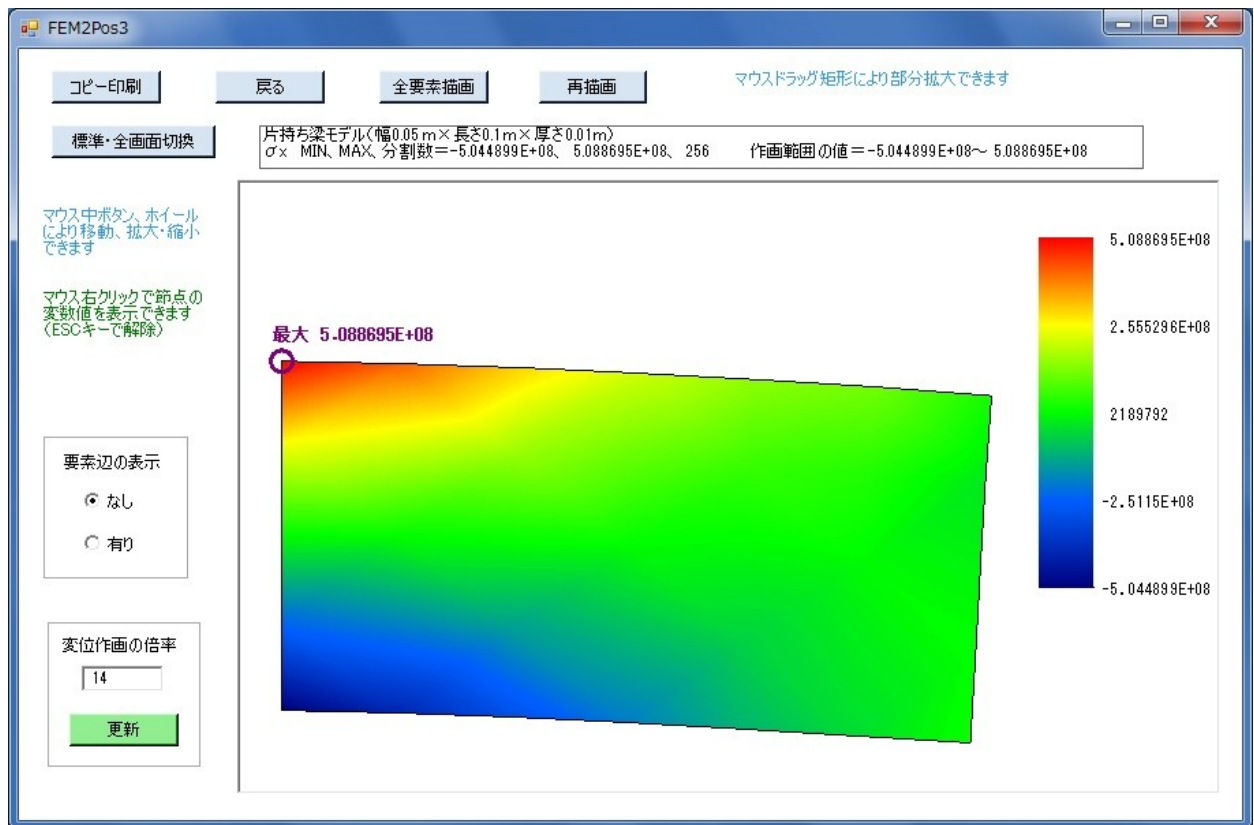 FEM2Pos3
コピー印刷
戻る
全要素描画
再描画
マウスドラッグ矩形により部分拡大できます
標準・全画面切換
片持ち梁モデル(幅0.05m×長さ0.1m×厚さ0.01m)
σx MIN、MAX、分割数=-5.044899E+08、 5.088695E+08、 256 作画範囲の値=-5.044899E+08~ 5.088695E+08
マウス中ボタン、ホイール
により移動、拡大・縮小
できます
マウス右クリックで節点の
変数値を表示できます
(ESCキーで解除)
最大 5.088695E+08
5.088695E+08
2.555296E+08
2189792
-2.5115E+08
-5.044899E+08
要素辺の表示
なし
有り
変位作画の倍率
14
更新